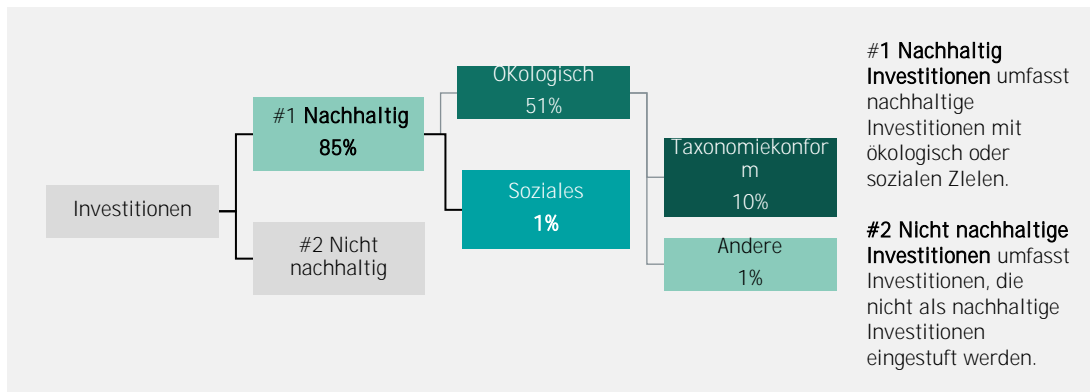 Investitionen
#1 Nachhaltig
85%
#2 Nicht
nachhaltig
Ökologisch
51%
Soziales
1%
Taxonomiekonfor
m
10%
Andere
1%
#1 Nachhaltig
Investitionen umfasst
nachhaltige
Investitionen mit
ökologisch oder
sozialen ZIelen.
#2 Nicht nachhaltige
Investitionen umfasst
Investitionen, die
nicht als nachhaltige
Investitionen
eingestuft werden.